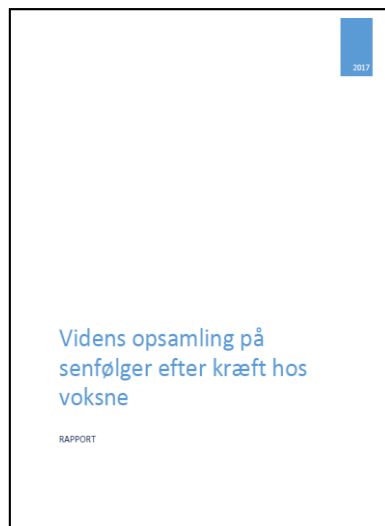 2017
Videns opsamling på
senfølger efter kræft hos
voksne
RAPPORT